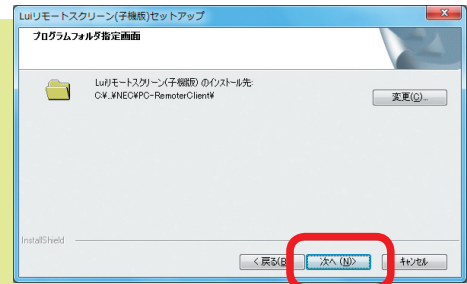 Luiリモートスクリーン(子機版)セットアップ
プログラムフォルダ指定画面
Luiリモートスクリーン(子機版) のインストール先:
C:¥...¥NEC¥PC-RemoterClient¥
変更(C)...
InstallShield
< 戻る(B)
次へ (N)>
キャンセル